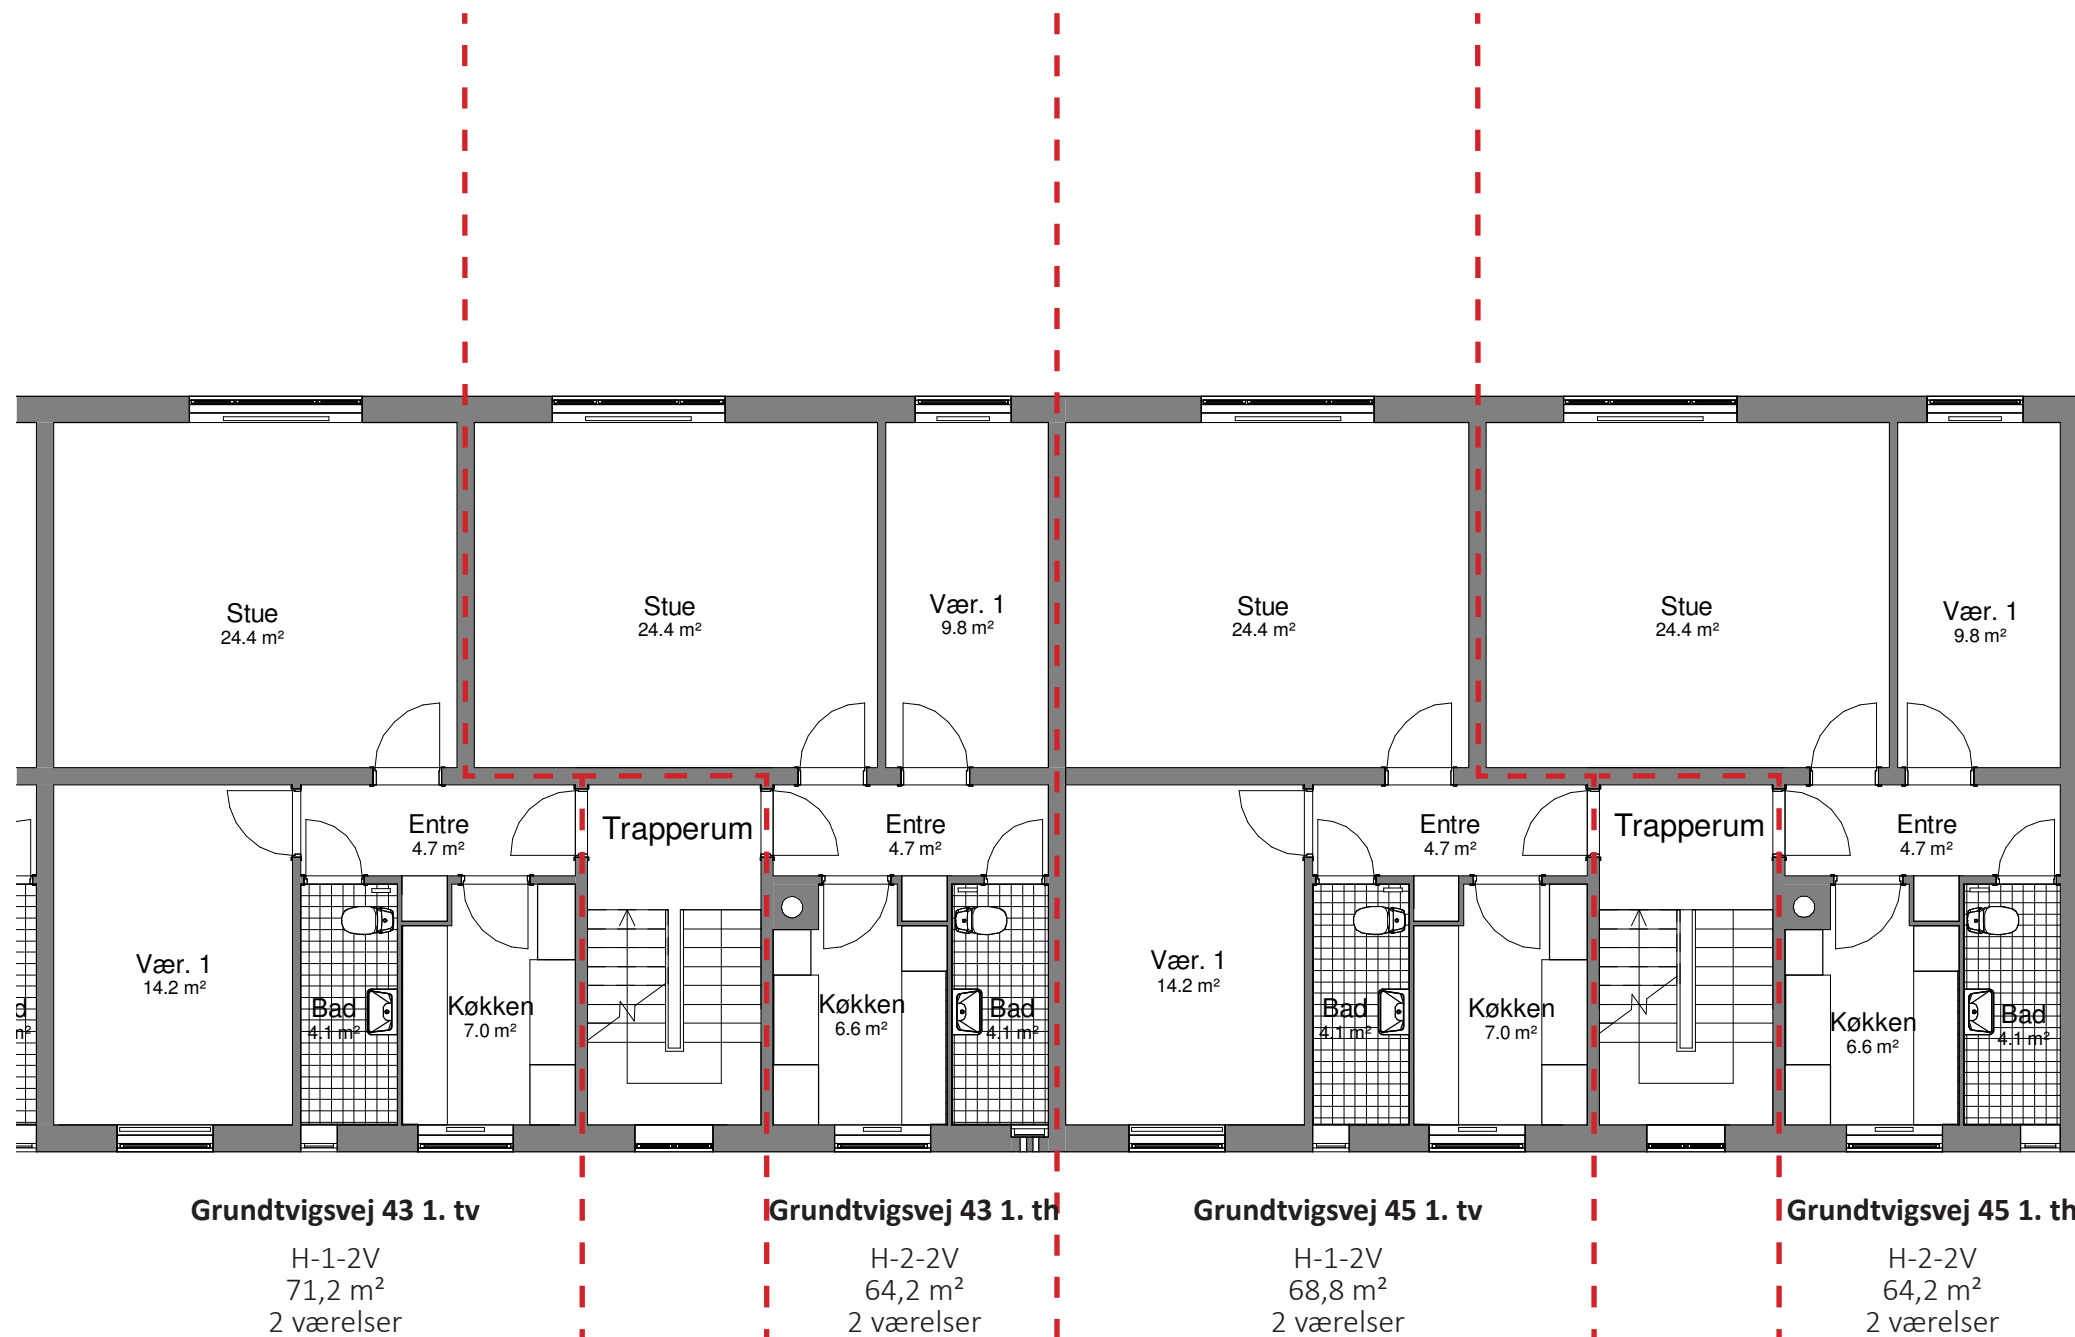 Stue
24.4 m²
Stue
24.4 m²
Vær. 1
9.8 m²
Stue
24.4 m²
Stue
24.4 m²
Vær. 1
9.8 m²
Entre
4.7 m²
Trapperum
Entre
4.7 m²
Entre
4.7 m²
Trapperum
Entre
4.7 m²
d
m²
Vær. 1
14.2 m²
Bad
4.1 m²
Køkken
7.0 m²
Køkken
6.6 m²
Bad
4.1 m²
Vær. 1
14.2 m²
Bad
4.1 m²
Køkken
7.0 m²
Køkken
6.6 m²
Bad
4.1 m²
Grundtvigsvej 43 1. tv
H-1-2V
71,2 m²
2 værelser
Grundtvigsvej 43 1. th
H-2-2V
64,2 m²
2 værelser
Grundtvigsvej 45 1. tv
H-1-2V
68,8 m²
2 værelser
Grundtvigsvej 45 1. th
H-2-2V
64,2 m²
2 værelser